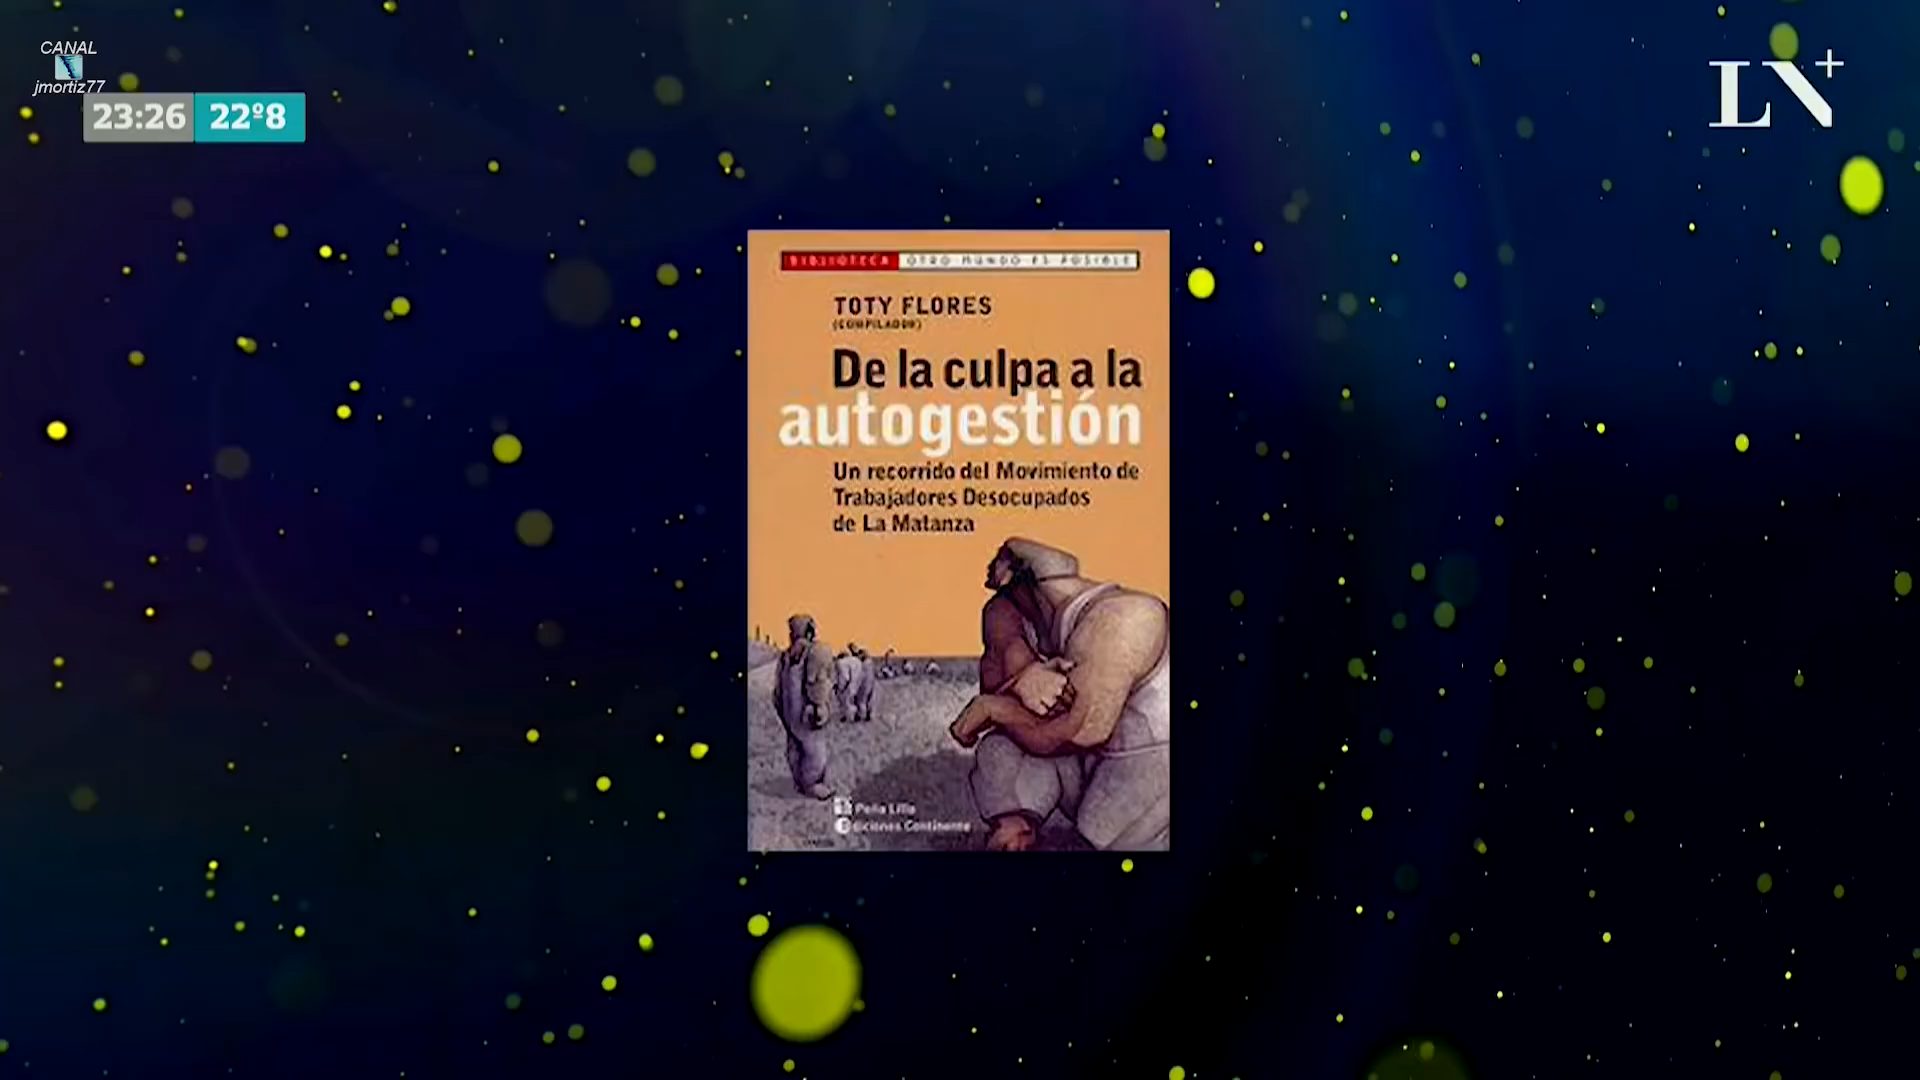 CANAL
jmortiz77
23:26 22º8
LN+
BIBLIOTECA OTRO MUNDO ES POSIBLE
TOTY FLORES
(COMPILADOR)
De la culpa a la
autogestión
Un recorrido del Movimiento de
Trabajadores Desocupados
de La Matanza
Peña Lillo
Ediciones Continente